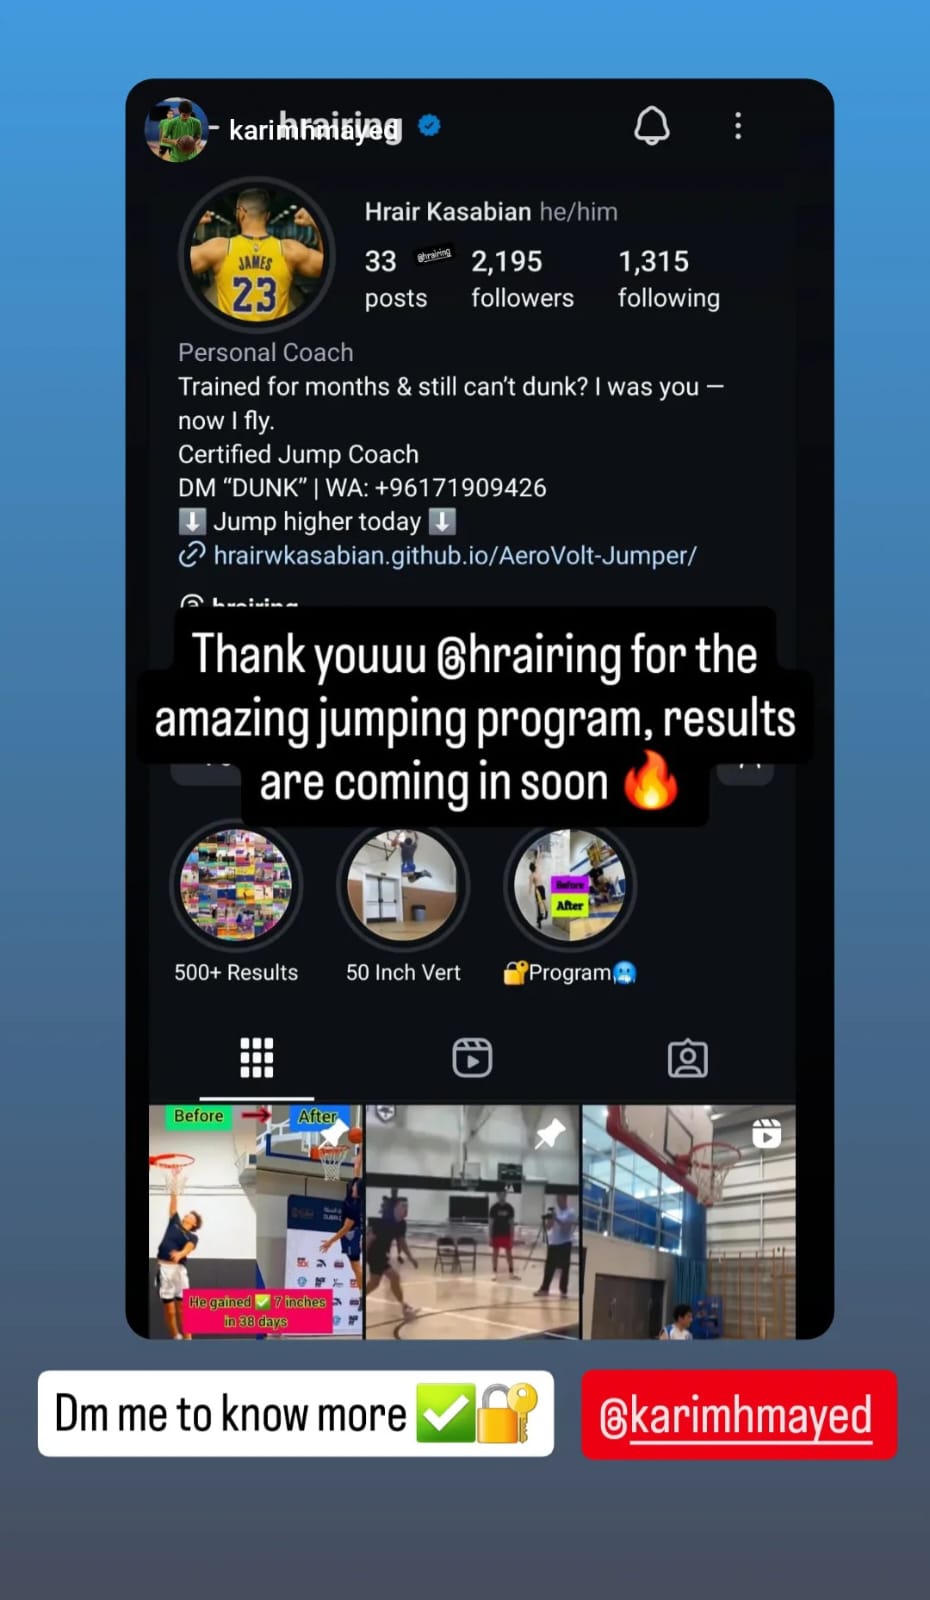 karimhmayed
hrairing
Hrair Kasabian he/him
33 @hrairing 2,195 1,315
posts followers following
JAMES
23
Personal Coach
Trained for months & still can’t dunk? I was you —
now I fly.
Certified Jump Coach
DM “DUNK” | WA: +96171909426
⬇️ Jump higher today ⬇️
hrairwkasabian.github.io/AeroVolt-Jumper/
hrairing
Thank youuu @hrairing for the
amazing jumping program, results
are coming in soon 🔥
Before
After
500+ Results 50 Inch Vert 🔐Program🥶
Before After
He gained ✅ 7 inches
in 38 days
Dm me to know more ✅🔐 @karimhmayed